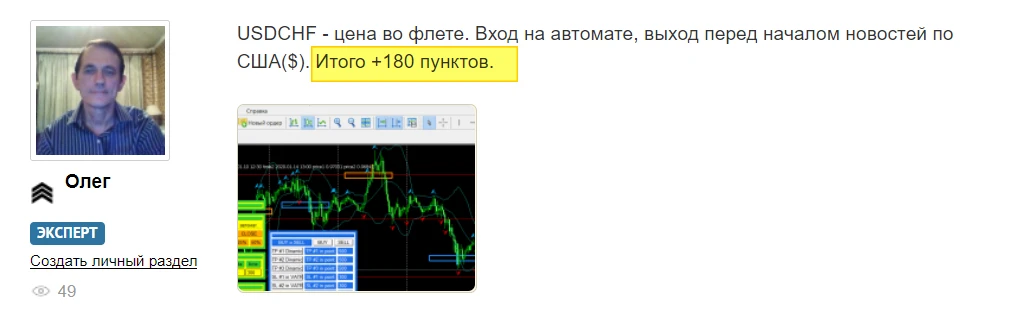 USDCHF - цена во флете. Вход на автомате, выход перед началом новостей по
США($). Итого +180 пунктов.
Олег
ЭКСПЕРТ
Создать личный раздел
49
Справка
Новый ордер
CLOSE
BUY & SELL BUY SELL